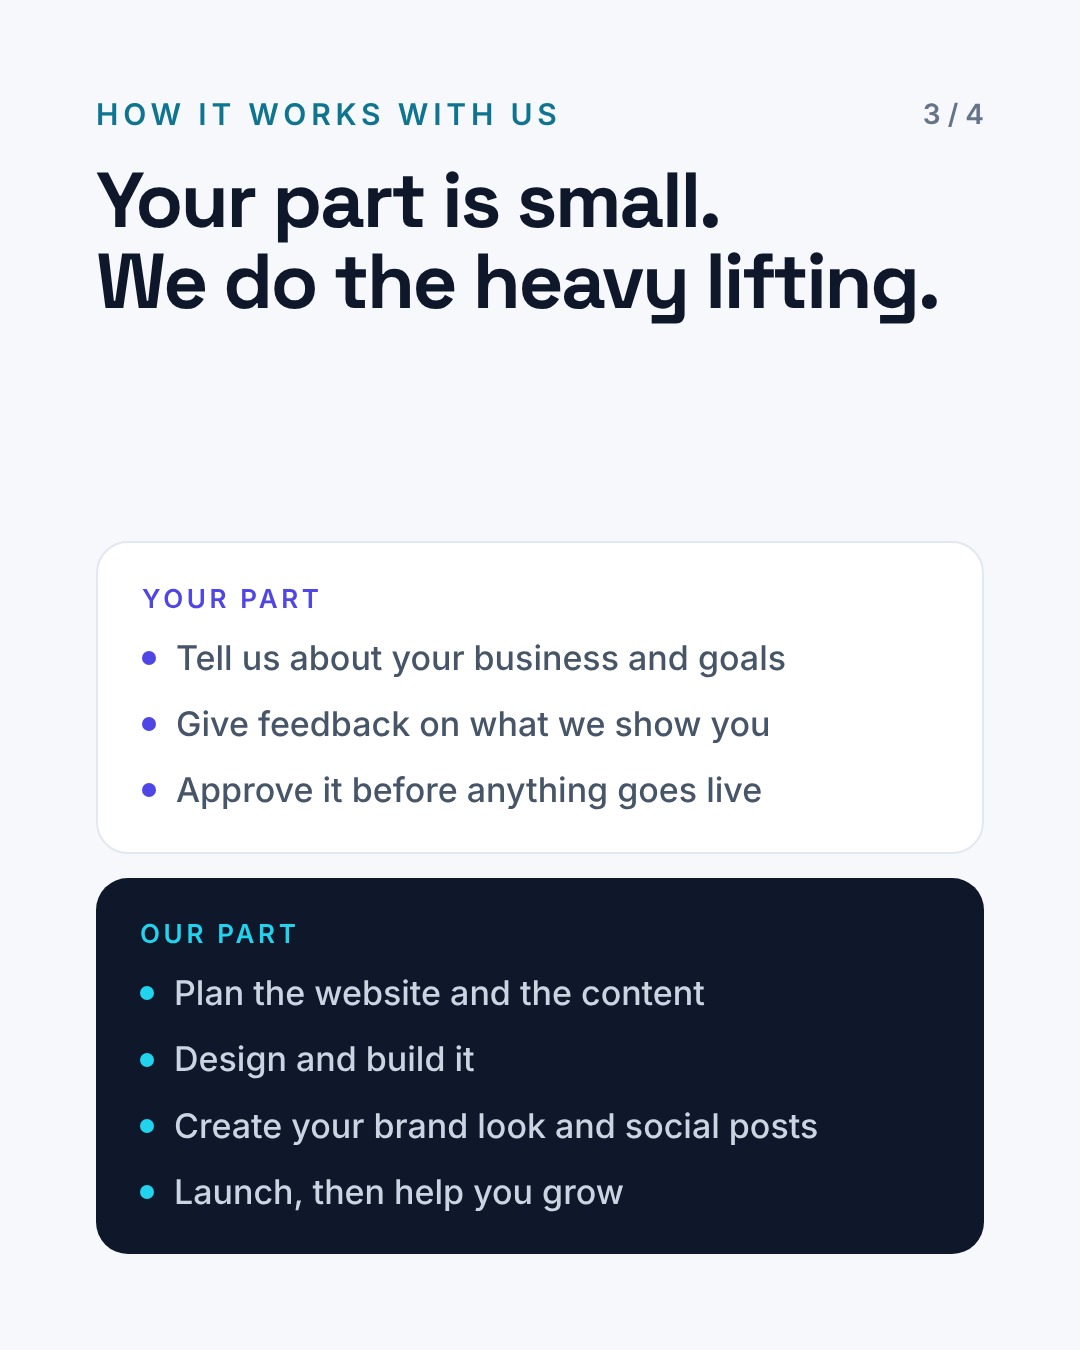 HOW IT WORKS WITH US
3 / 4
Your part is small.
We do the heavy lifting.
YOUR PART
Tell us about your business and goals
Give feedback on what we show you
Approve it before anything goes live
OUR PART
Plan the website and the content
Design and build it
Create your brand look and social posts
Launch, then help you grow